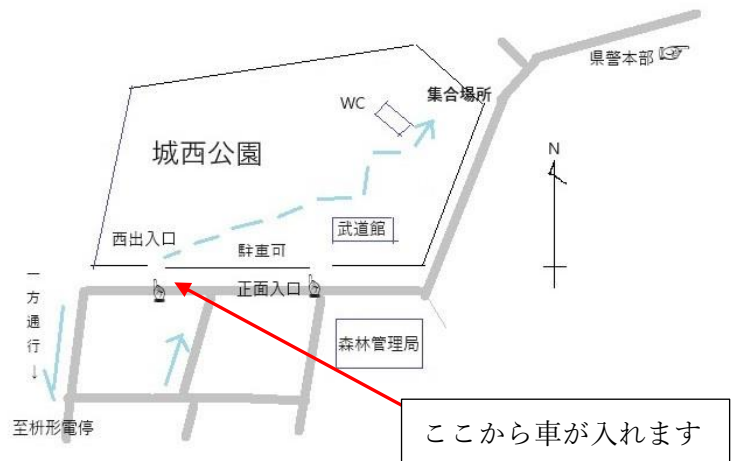 県警本部
WC
集合場所
N
城西公園
武道館
西出入口
駐車可
正面入口
一方通行↓
森林管理局
至枡形電停
ここから車が入れます